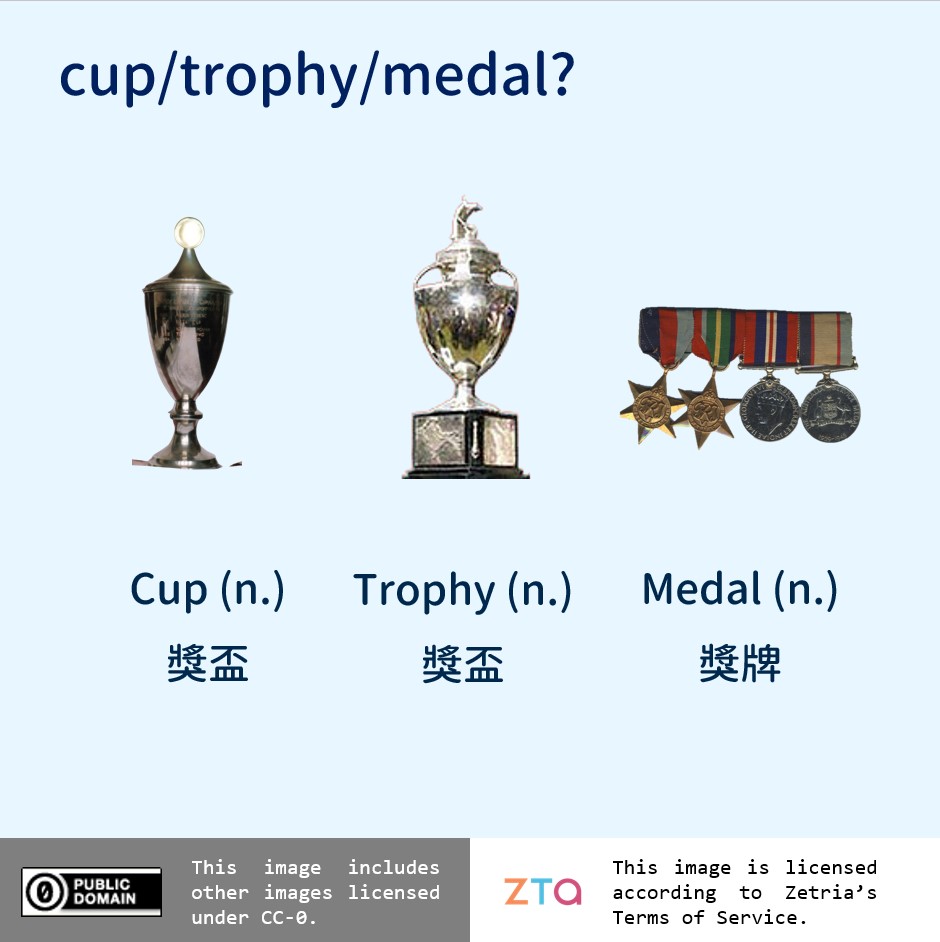 cup/trophy/medal?
Cup (n.)
Trophy (n.)
Medal (n.)
獎盃
獎盃
獎牌
PUBLIC
DOMAIN
This image includes
other images licensed
under CC-0.
ZTA
This image is licensed
according to Zetria’s
Terms of Service.